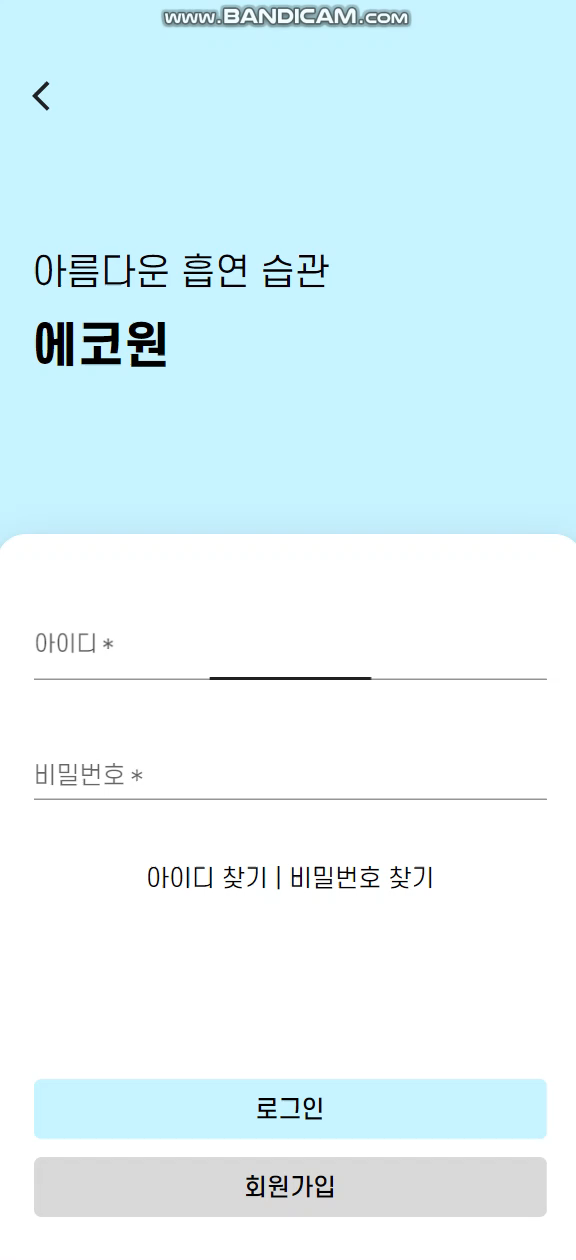 www.BANDICAM.com
아름다운 흡연 습관
에코원
아이디 *
비밀번호 *
아이디 찾기 | 비밀번호 찾기
로그인
회원가입